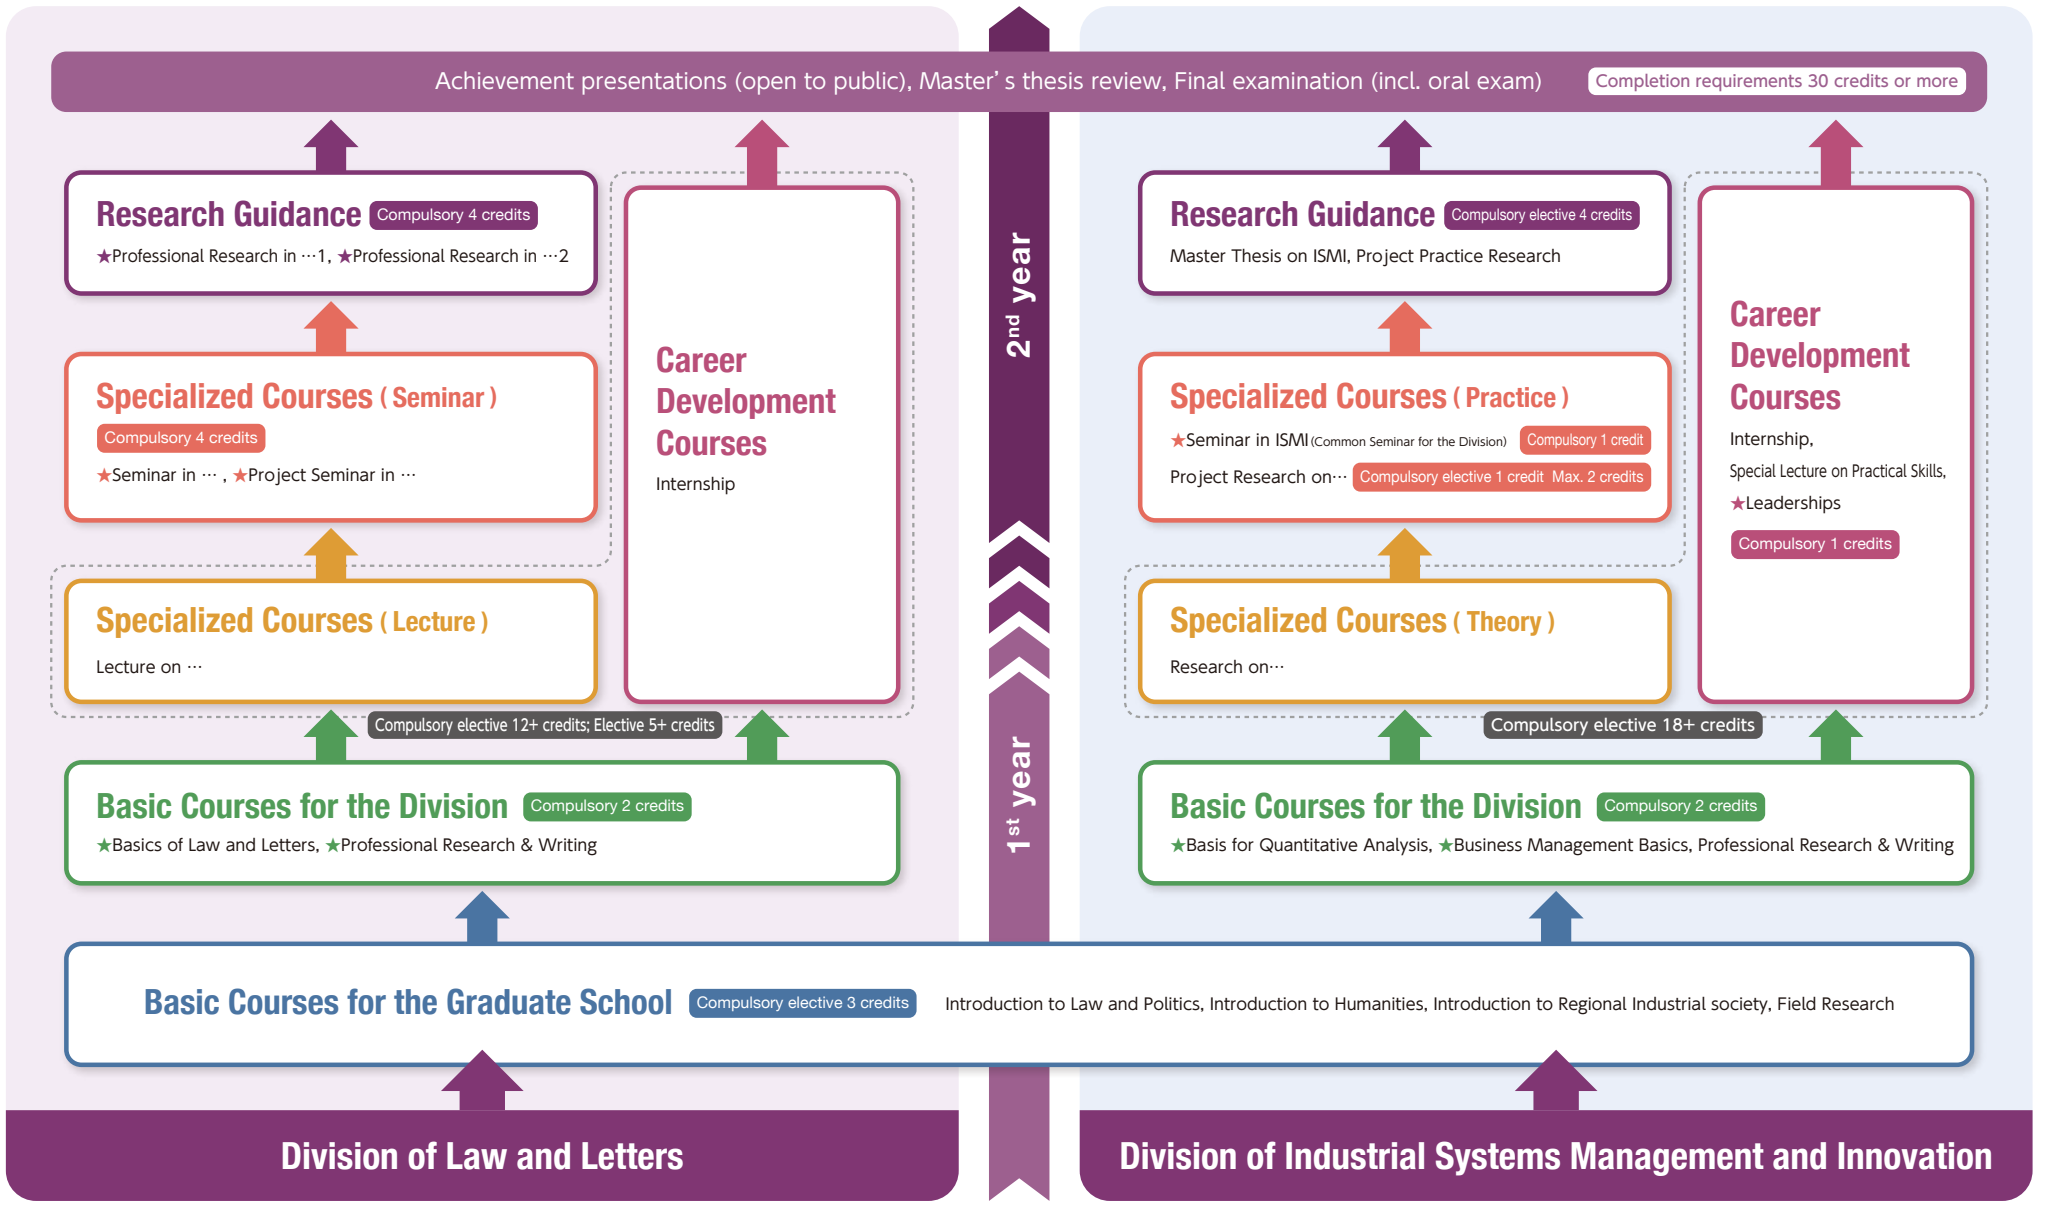 Achievement presentations (open to public), Master's thesis review, Final examination (incl. oral exam)
Completion requirements 30 credits or more
Research Guidance
Compulsory 4 credits
★Professional Research in …1, ★Professional Research in …2
Specialized Courses ( Seminar )
Compulsory 4 credits
★Seminar in … , ★Project Seminar in …
Specialized Courses ( Lecture )
Lecture on …
Career
Development
Courses
Internship
Compulsory elective 12+ credits; Elective 5+ credits
Basic Courses for the Division
Compulsory 2 credits
★Basics of Law and Letters, ★Professional Research & Writing
2nd year
1st year
Research Guidance
Compulsory elective 4 credits
Master Thesis on ISMI, Project Practice Research
Specialized Courses ( Practice )
★Seminar in ISMI (Common Seminar for the Division)
Compulsory 1 credit
Project Research on…
Compulsory elective 1 credit Max. 2 credits
Specialized Courses ( Theory )
Research on…
Career
Development
Courses
Internship,
Special Lecture on Practical Skills,
★Leaderships
Compulsory 1 credits
Compulsory elective 18+ credits
Basic Courses for the Division
Compulsory 2 credits
★Basis for Quantitative Analysis, ★Business Management Basics, Professional Research & Writing
Basic Courses for the Graduate School
Compulsory elective 3 credits
Introduction to Law and Politics, Introduction to Humanities, Introduction to Regional Industrial society, Field Research
Division of Law and Letters
Division of Industrial Systems Management and Innovation